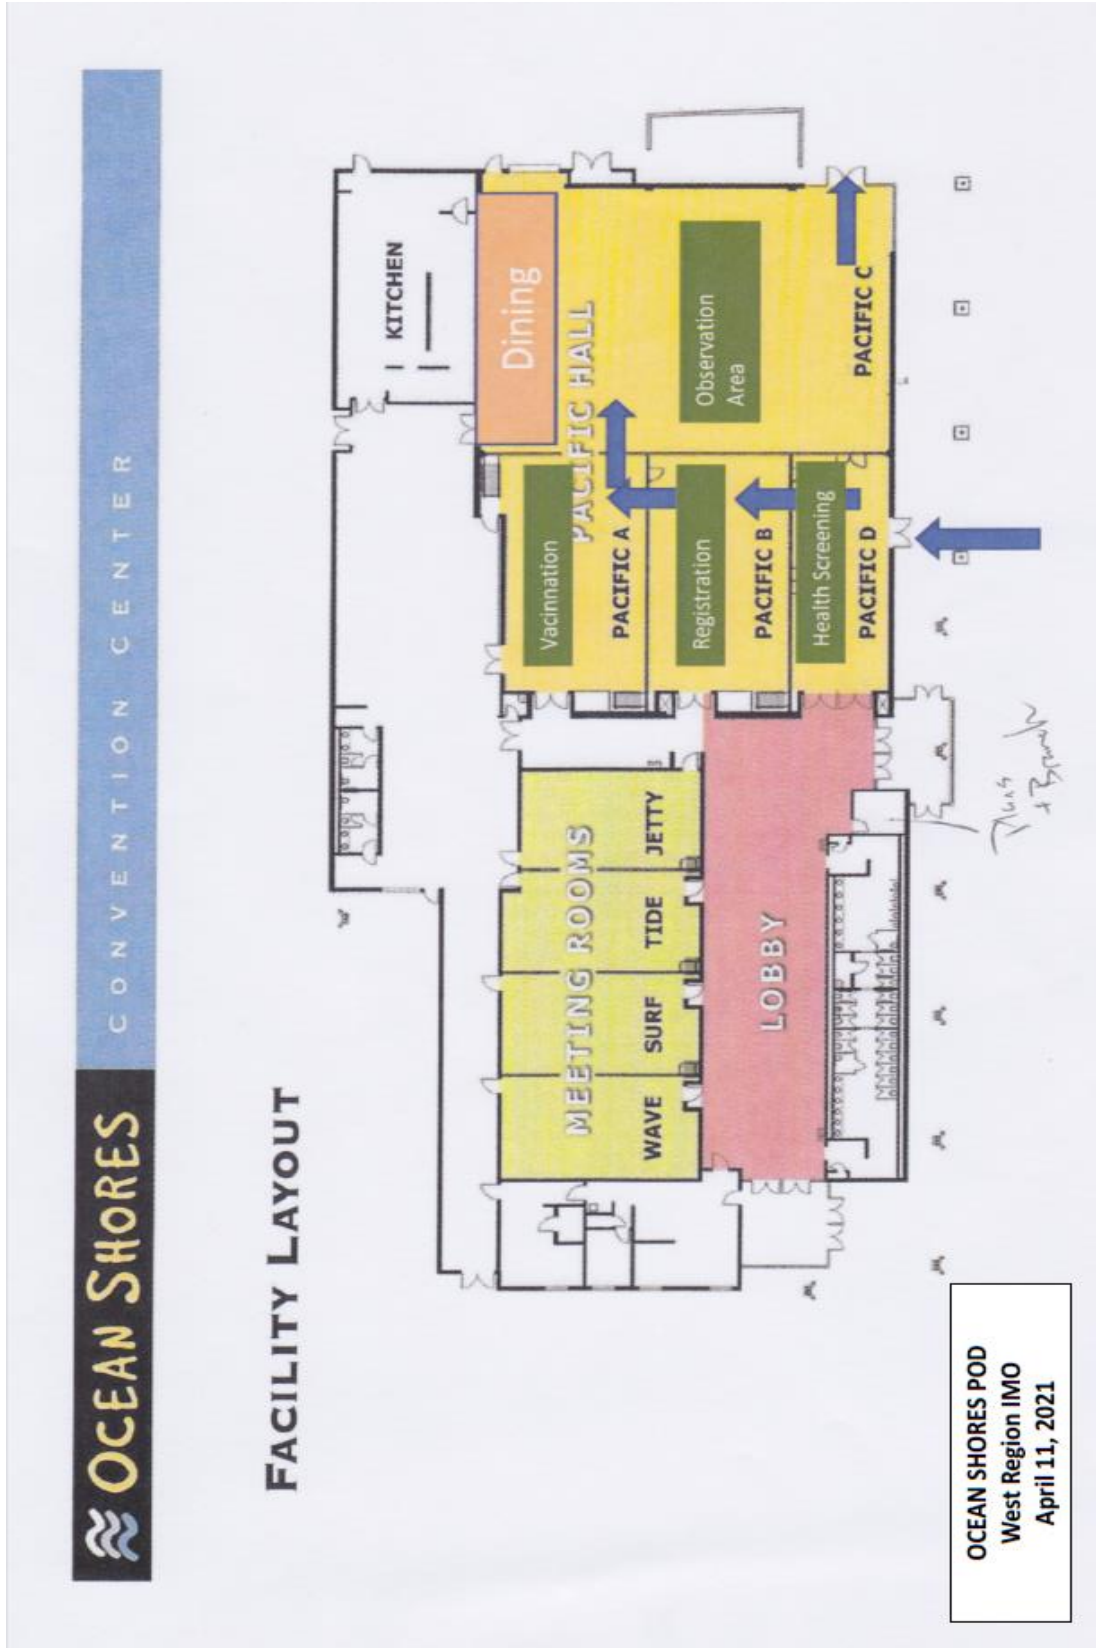 OCEAN SHORES
CONVENTION CENTER
FACILITY LAYOUT
KITCHEN
Dining
PACIFIC HALL
Vacinnation
PACIFIC A
Registration
PACIFIC B
Health Screening
PACIFIC D
Observation
Area
PACIFIC C
MEETING ROOMS
WAVE
SURF
TIDE
JETTY
LOBBY
OCEAN SHORES POD
West Region IMO
April 11, 2021